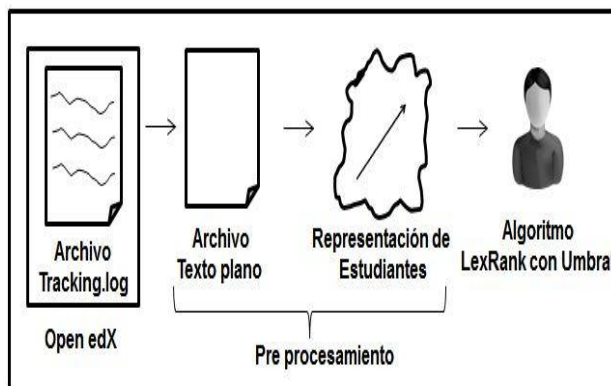 Archivo
Tracking.log
Open edX
Archivo
Texto plano
Representación de
Estudiantes
Pre procesamiento
Algoritmo
LexRank con Umbral